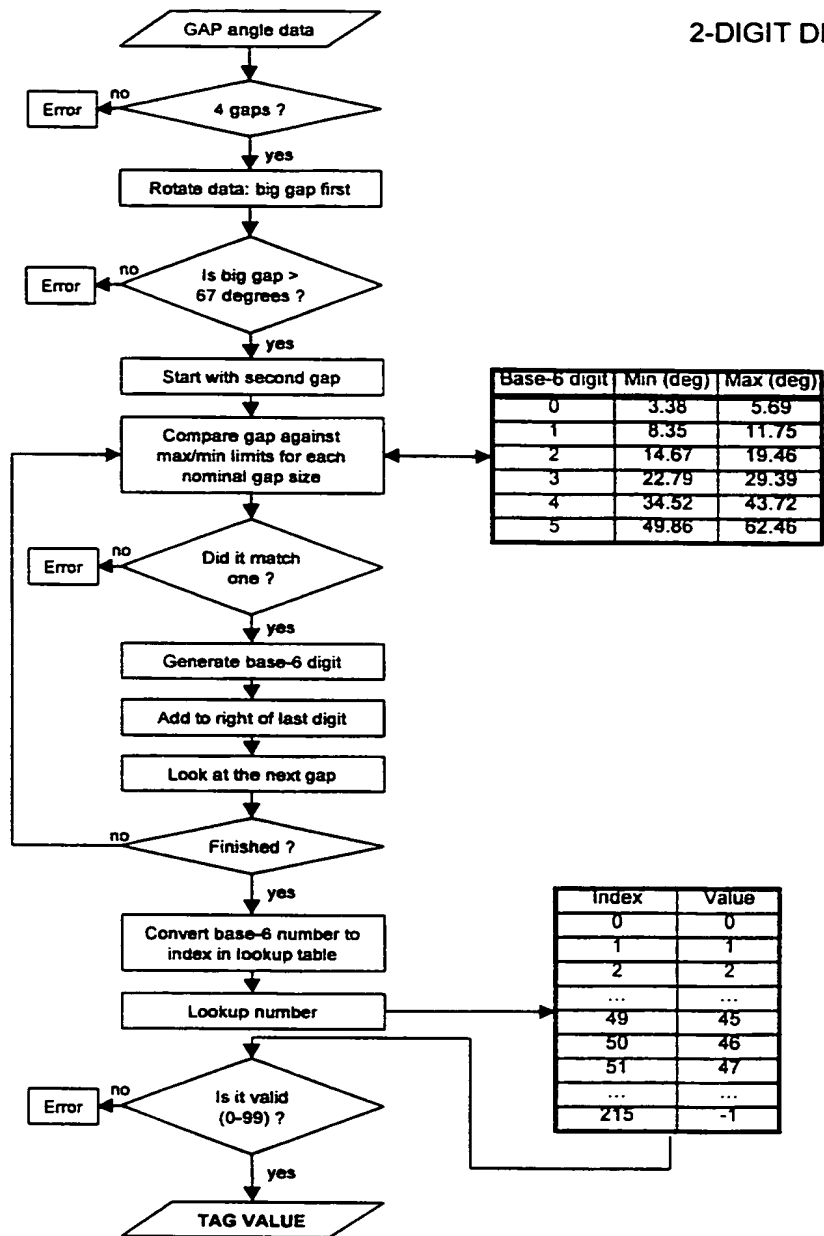 GAP angle data
2-DIGIT
no
Error
4 gaps ?
yes
Rotate data: big gap first
no
Error
Is big gap >
67 degrees ?
yes
Start with second gap
Compare gap against
max/min limits for each
nominal gap size
Base-6 digit Min (deg) Max (deg)
0 3.38 5.69
1 8.35 11.75
2 14.67 19.46
3 22.79 29.39
4 34.52 43.72
5 49.86 62.46
no
Error
Did it match
one ?
yes
Generate base-6 digit
Add to right of last digit
Look at the next gap
no
Finished ?
yes
Convert base-6 number to
index in lookup table
Lookup number
Index Value
0 0
1 1
2 2
... ...
49 45
50 46
51 47
... ...
215 -1
no
Error
Is it valid
(0-99) ?
yes
TAG VALUE